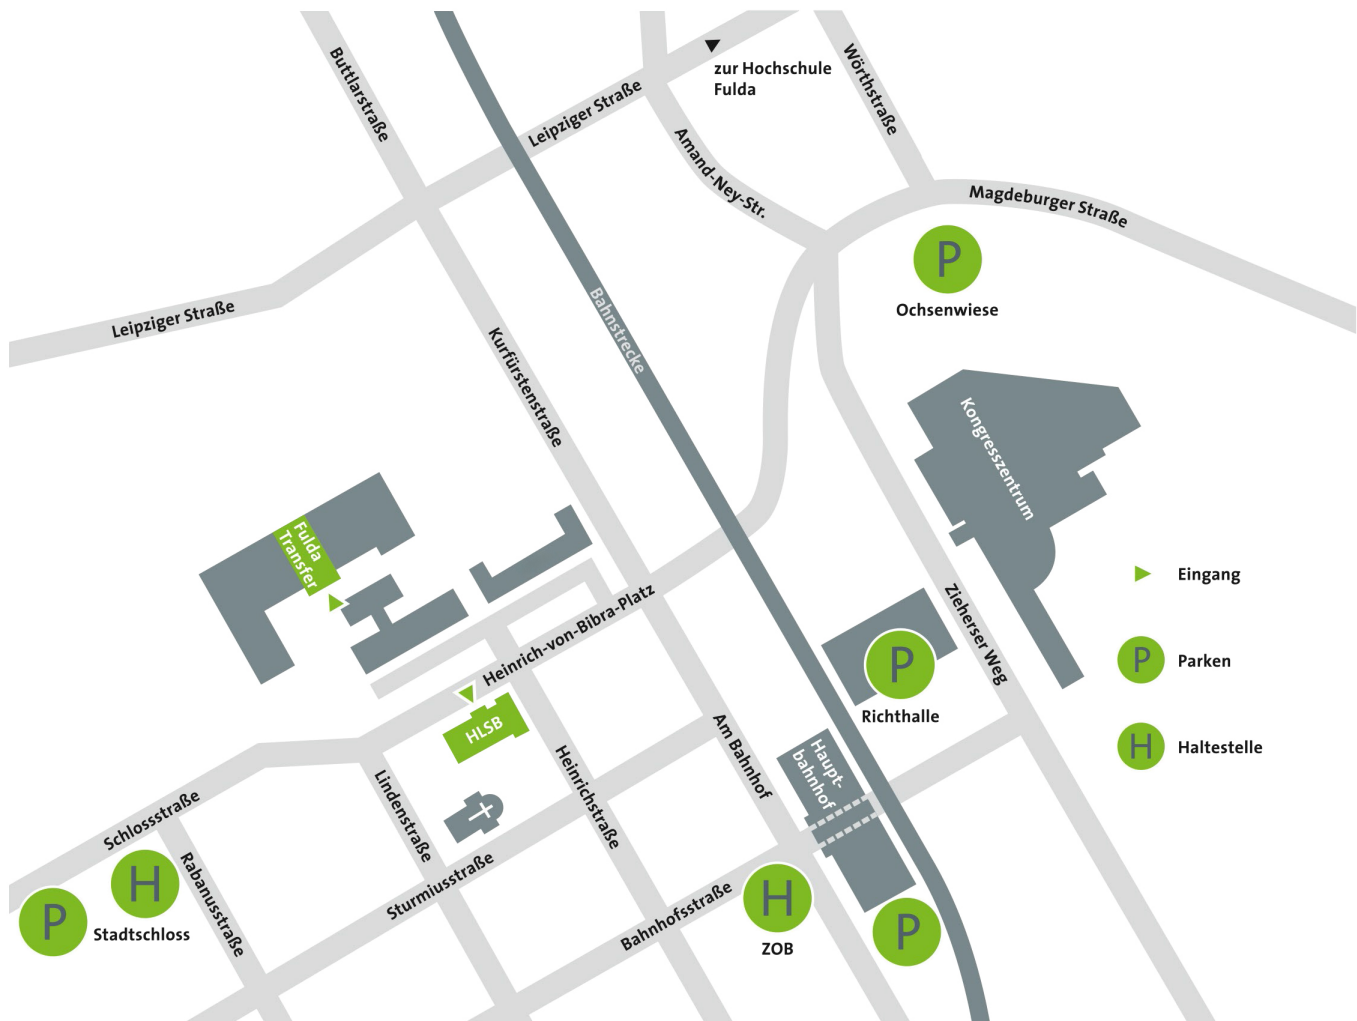 Buttlarstraße
Leipziger Straße
zur Hochschule
Fulda
Wörthstraße
Amand-Ney-Str.
Magdeburger Straße
P
Ochsenwiese
Leipziger Straße
Bahnstrecke
Kurfürstenstraße
Kongresszentrum
Fulda
Transfer
Heinrich-von-Bibra-Platz
Zieherser Weg
P
Richthalle
Eingang
P
Parken
H
Haltestelle
HLSB
Am Bahnhof
Haupt-
bahnhof
Heinrichstraße
Lindenstraße
Schlossstraße
Rabanusstraße
Sturmiusstraße
Bahnhofsstraße
P
H
Stadtschloss
H
ZOB
P